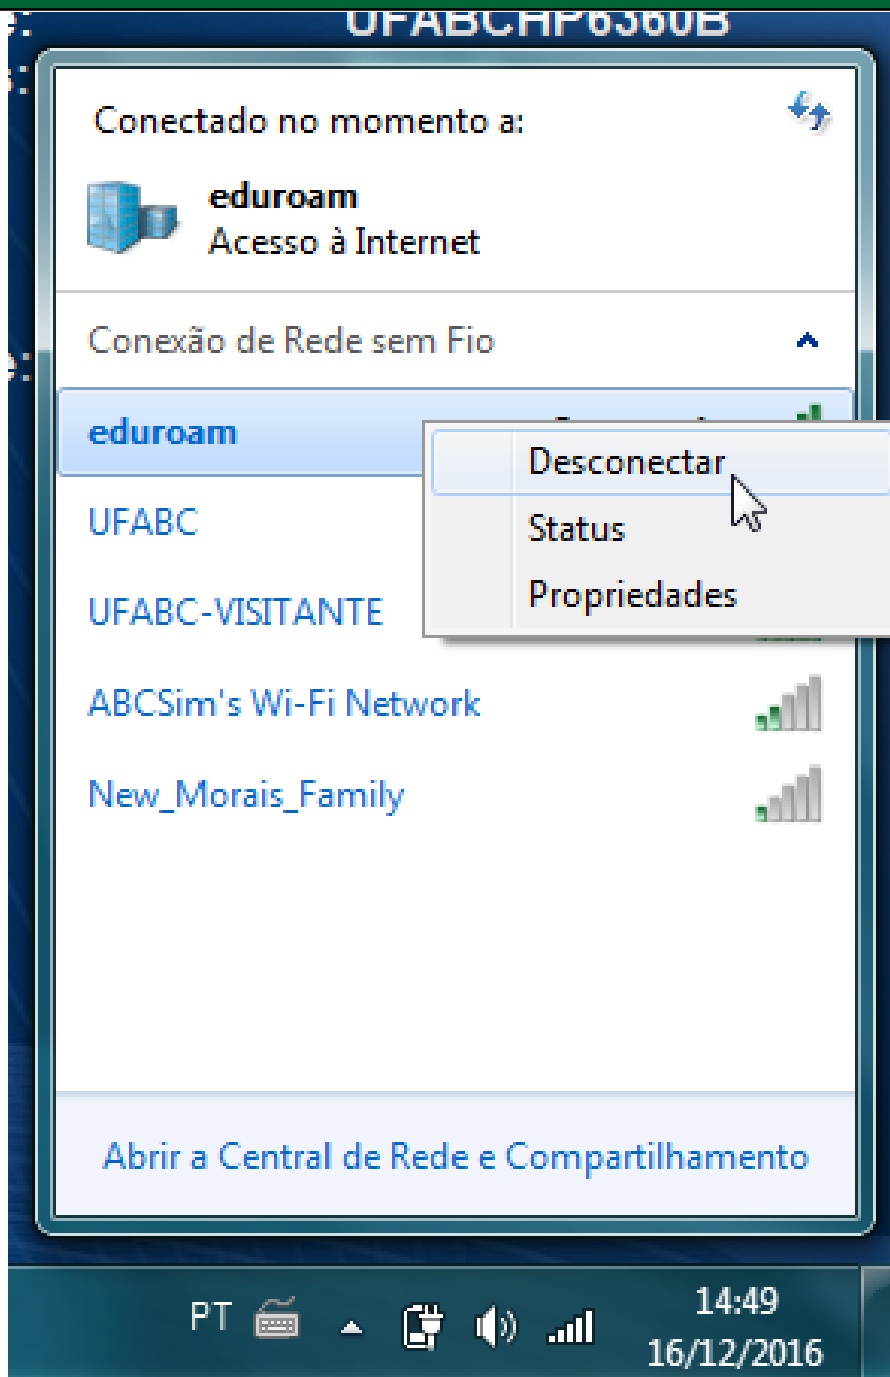 UFABCHP6360B
Conectado no momento a:
eduroam
Acesso à Internet
Conexão de Rede sem Fio
eduroam
Desconectar
UFABC
Status
UFABC-VISITANTE
Propriedades
ABCSim's Wi-Fi Network
New_Morais_Family
Abrir a Central de Rede e Compartilhamento
PT
14:49
16/12/2016